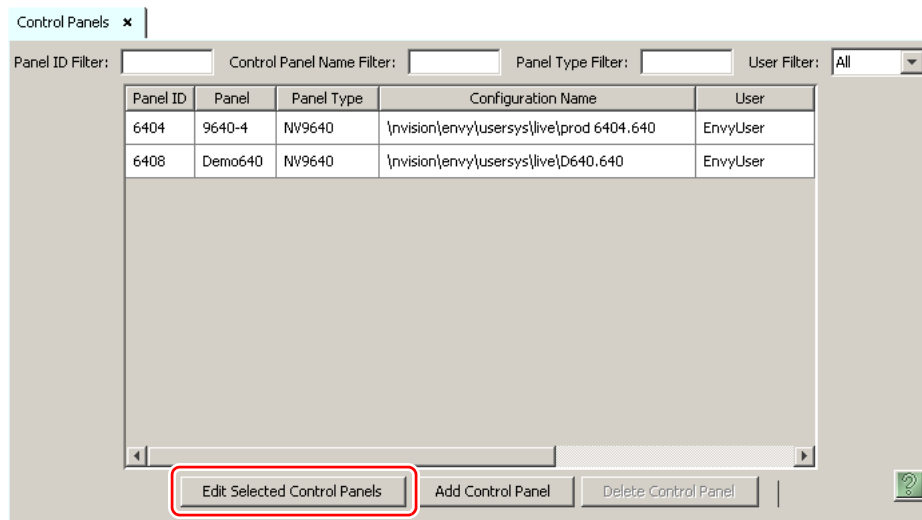 Control Panels ×
Panel ID Filter: Control Panel Name Filter: Panel Type Filter: User Filter: All
Panel ID Panel Panel Type Configuration Name User
6404 9640-4 NV9640 \nvision\envy\usersys\live\prod 6404.640 EnvyUser
6408 Demo640 NV9640 \nvision\envy\usersys\live\D640.640 EnvyUser
Edit Selected Control Panels Add Control Panel Delete Control Panel ?